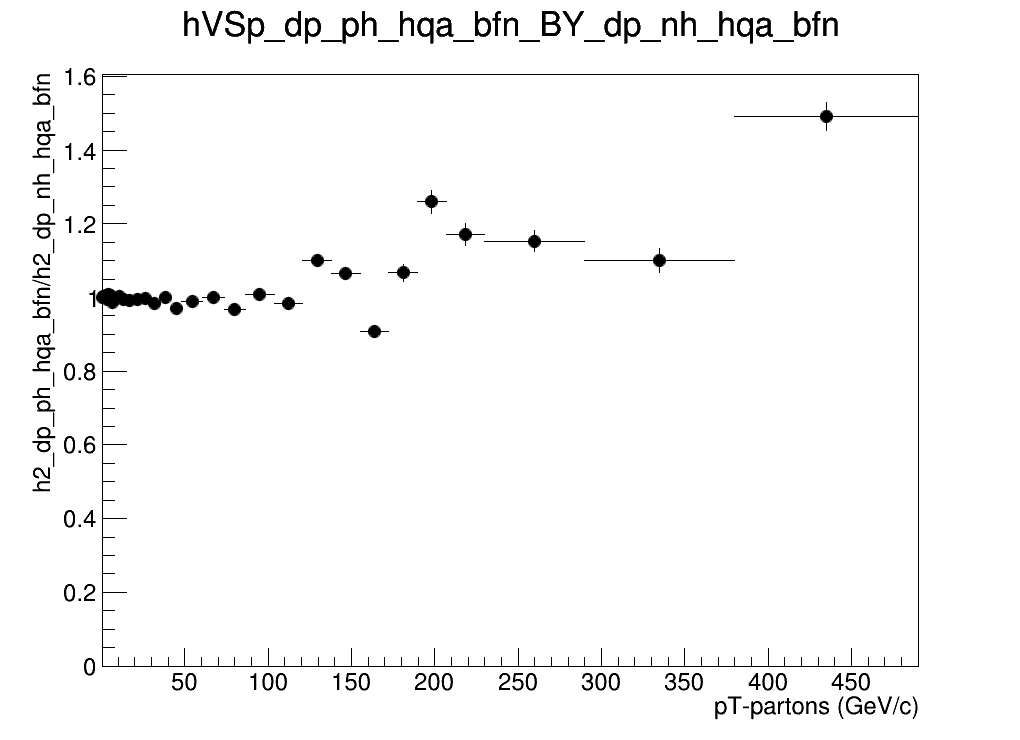 hVSp_dp_ph_hqa_bfn_BY_dp_nh_hqa_bfn
h2_dp_ph_hqa_bfn/h2_dp_nh_hqa_bfn
1.6
1.4
1.2
1
0.8
0.6
0.4
0.2
0
50 100 150 200 250 300 350 400 450
pT-partons (GeV/c)